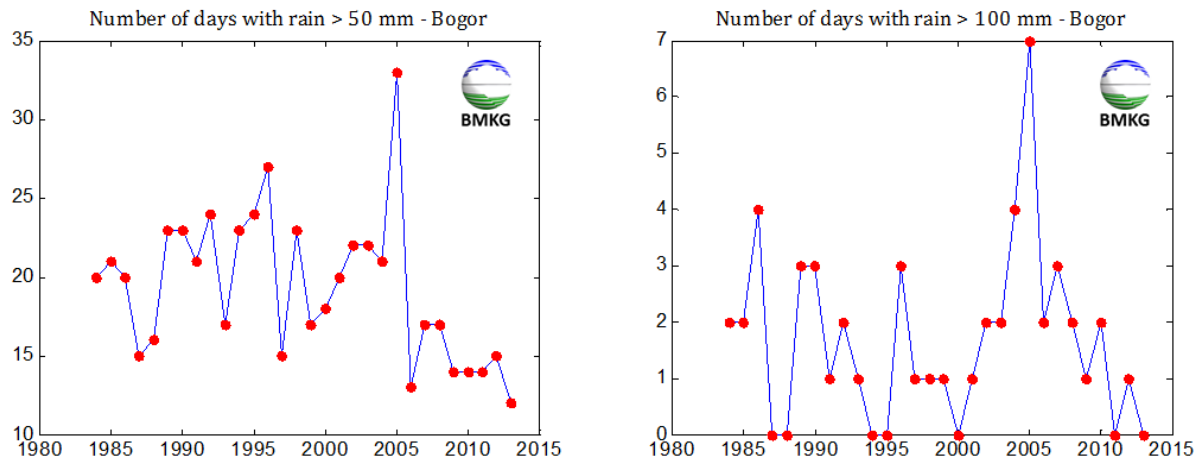 Number of days with rain > 50 mm - Bogor
35
30
25
20
15
10
1980 1985 1990 1995 2000 2005 2010 2015
BMKG
Number of days with rain > 100 mm - Bogor
7
6
5
4
3
2
1
0
1980 1985 1990 1995 2000 2005 2010 2015
BMKG